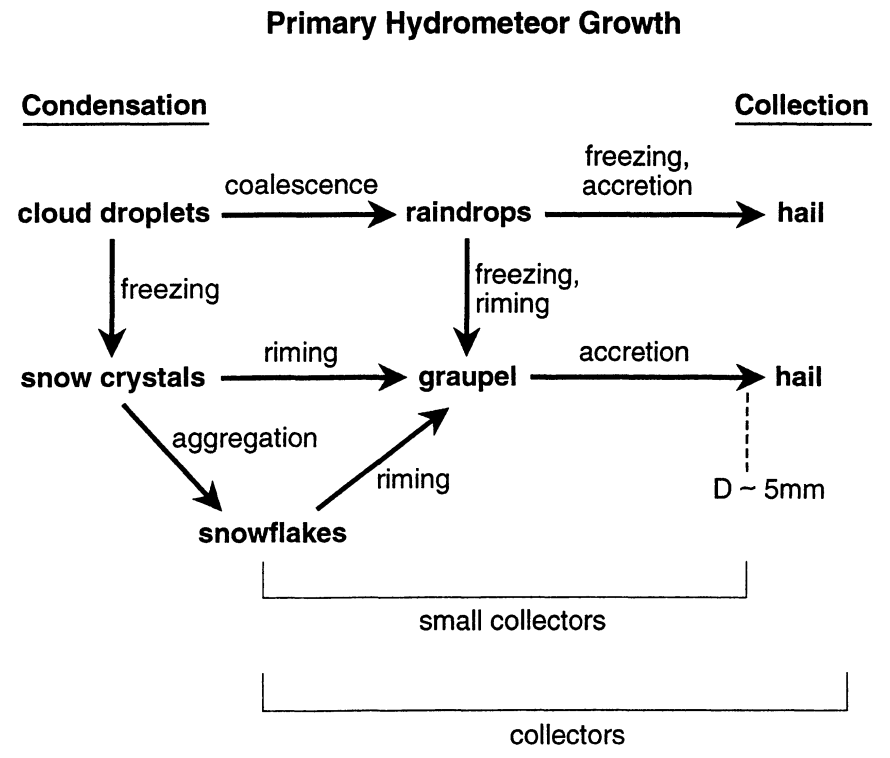 Primary Hydrometeor Growth
Condensation
Collection
cloud droplets
coalescence
raindrops
freezing,
accretion
hail
freezing
freezing,
riming
snow crystals
riming
graupel
accretion
hail
aggregation
riming
D ~ 5mm
snowflakes
small collectors
collectors